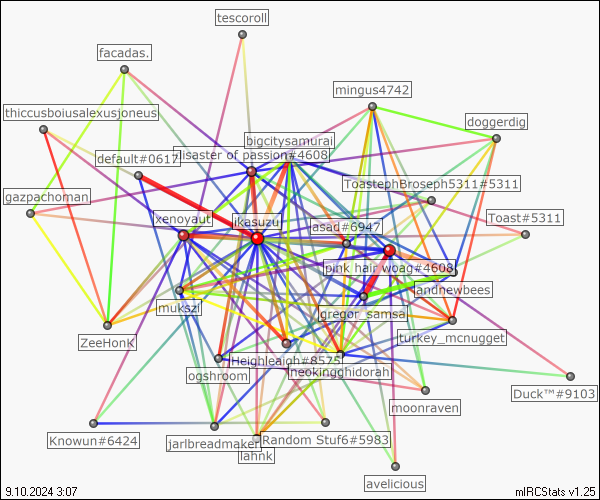 tescoroll
facadas.
mingus4742
thiccusboiusalexusjoneus
doggerdig
bigcitysamurai
default#0617
disaster of passion#4608
ToastephBroseph5311#5311
gazpachoman
xenoyaut
ikasuzu
asad#6947
Toast#5311
pink hair woag#4608
andnewbees
mukszi
gregor_samsa
ZeeHonK
turkey_mcnugget
Heighleaigh#8575
ogshroom
neokingghidorah
Duck™#9103
moonraven
Knowun#6424
jarlbreadmaker
Random Stuf6#5983
lahnk
avelicious
9.10.2024 3:07
mIRCStats v1.25